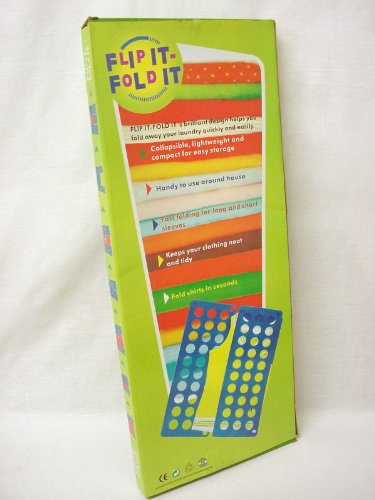 FLIP IT-
FOLD IT
FLIP IT-FOLD IT's brilliant design helps you
fold away your laundry quickly and easily.
Collapsible, lightweight and
compact for easy storage
Handy to use around house
Fast folding for long and short
sleeves
Keeps your clothing neat
and tidy
Fold shirts in seconds
CE